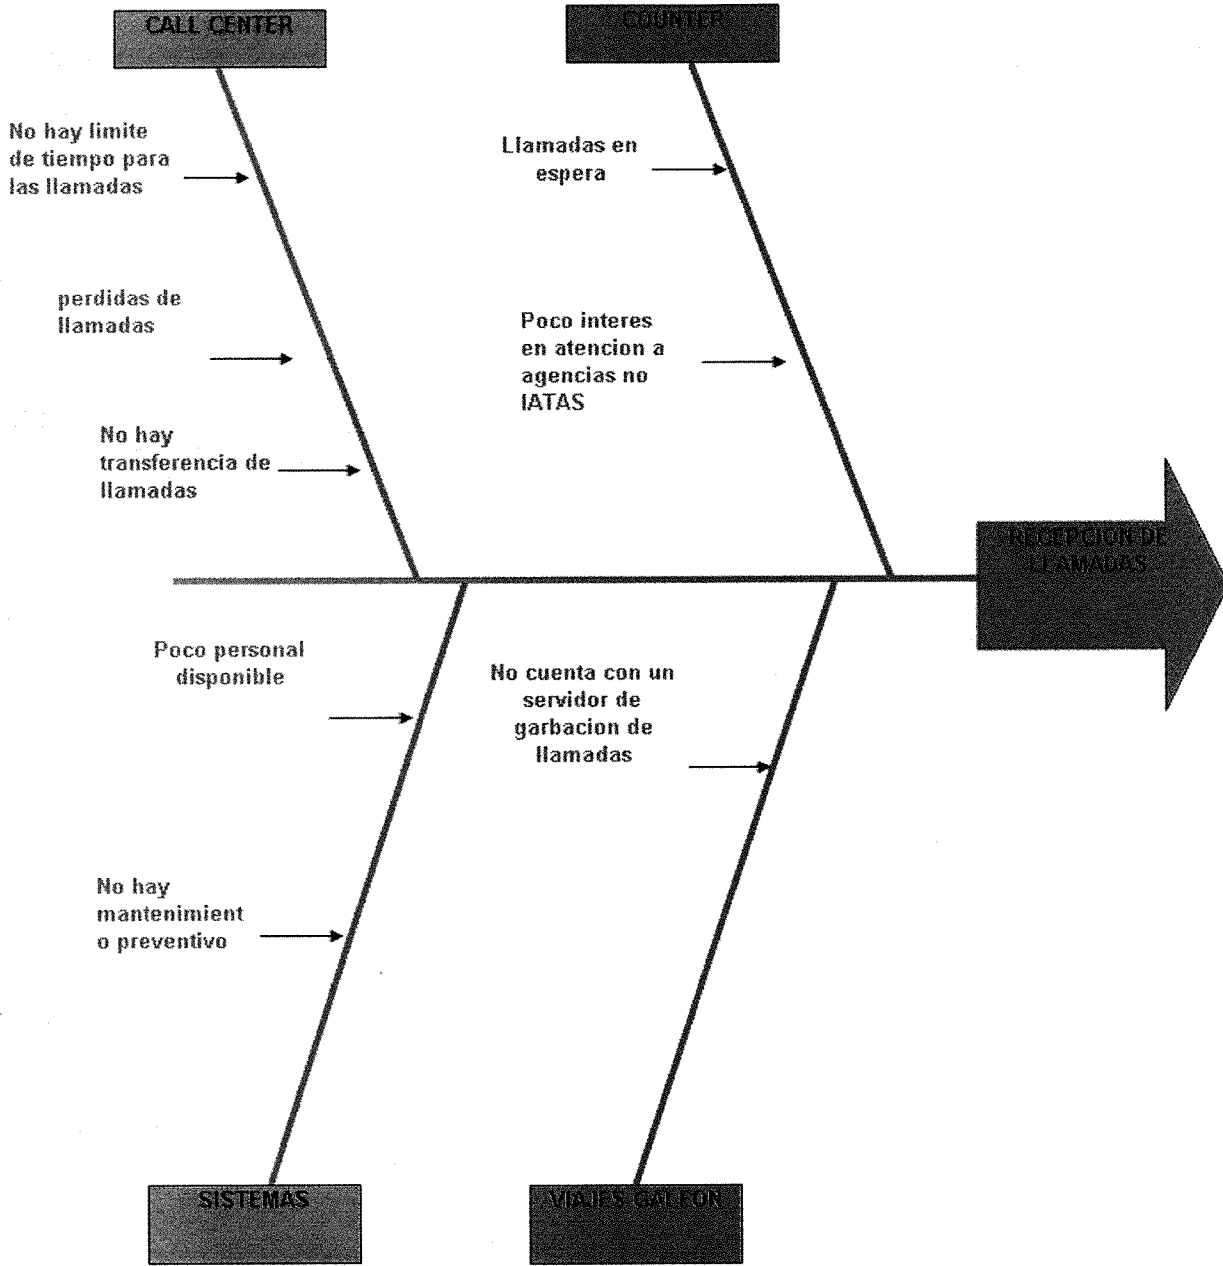 CALL CENTER
COUNTER
No hay limite
de tiempo para
las llamadas
Llamadas en
espera
perdidas de
llamadas
Poco interes
en atencion a
agencias no
IATAS
No hay
transferencia de
llamadas
RECEPCION DE
LLAMADAS
Poco personal
disponible
No cuenta con un
servidor de
garbacion de
llamadas
No hay
mantenimient
o preventivo
SISTEMAS
VIAJES GALEON